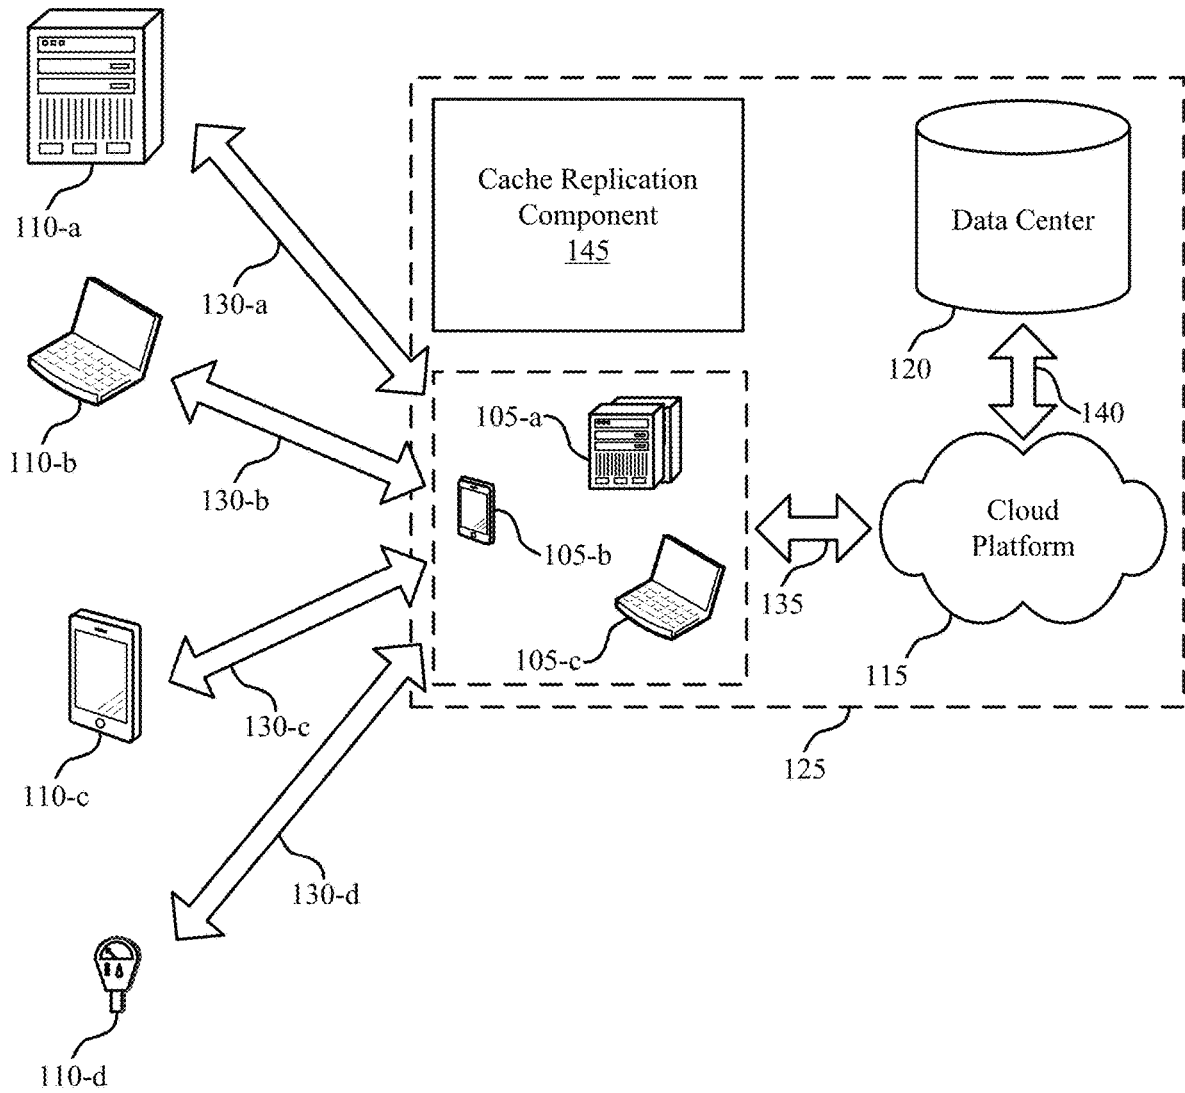 110-a
130-a
Cache Replication
Component
145
Data Center
120
140
110-b
130-b
105-a
105-b
105-c
135
Cloud
Platform
115
125
110-c
130-c
130-d
110-d